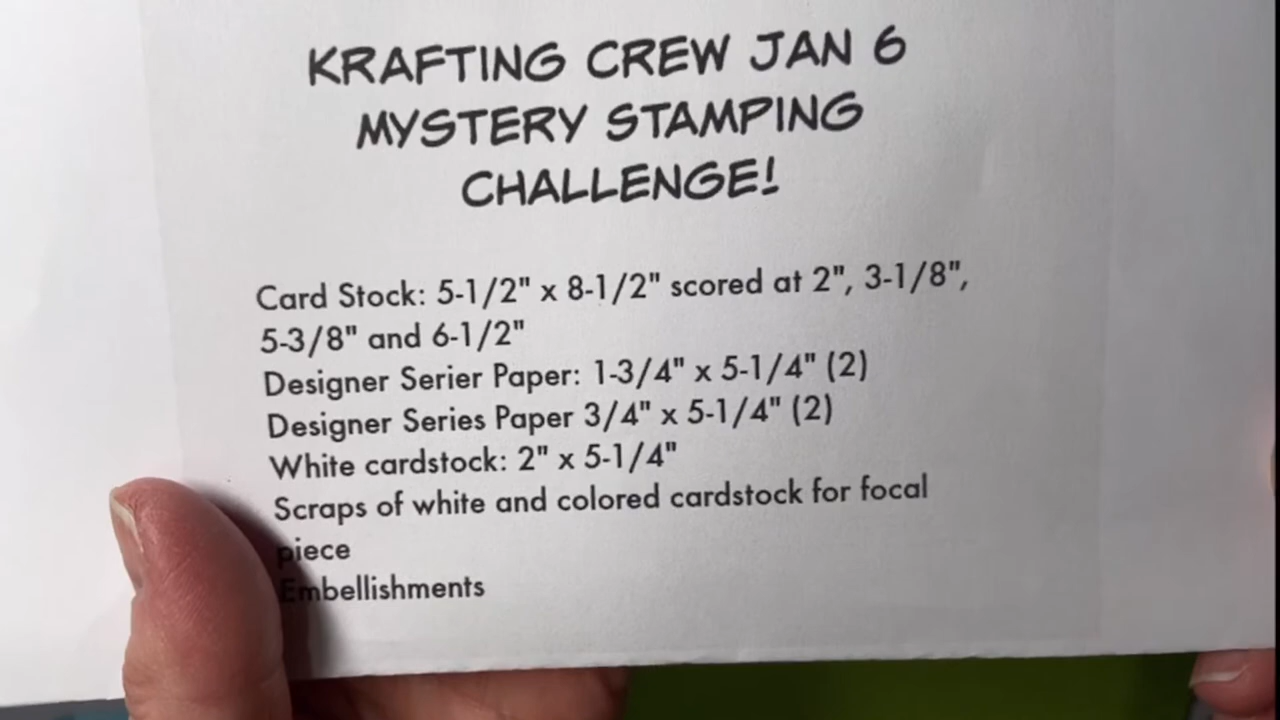 KRAFTING CREW JAN 6
MYSTERY STAMPING
CHALLENGE!
Card Stock: 5-1/2" x 8-1/2" scored at 2", 3-1/8",
5-3/8" and 6-1/2"
Designer Serier Paper: 1-3/4" x 5-1/4" (2)
Designer Series Paper 3/4" x 5-1/4" (2)
White cardstock: 2" x 5-1/4"
Scraps of white and colored cardstock for focal
piece
Embellishments